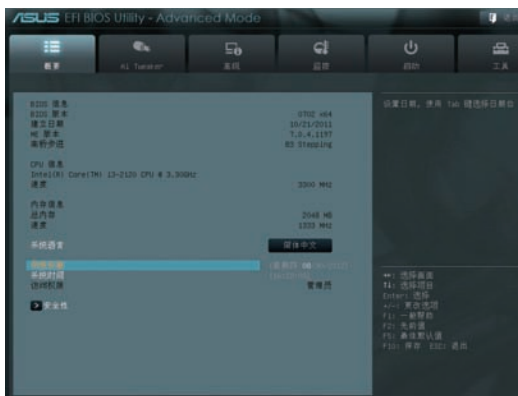 ASUS EFI BIOS Utility - Advanced Mode
概要
Ai Tweaker
高级
监控
启动
工具
BIOS 信息
BIOS 版本 0702 x64
建立日期 10/21/2011
ME 版本 7.0.4.1197
南桥步进 B3 Stepping
CPU 信息
Intel(R) Core(TM) i3-2120 CPU @ 3.30GHz
速度 3300 MHz
内存信息
总内存 2048 MB
速度 1333 MHz
系统语言 简体中文
系统日期
系统时间
访问权限 管理员
安全性
设置日期，使用 Tab 键选择日期位
→←: 选择画面
↑↓: 选择项目
Enter: 选择
+/-: 更改选项
F1: 一般帮助
F2: 先前值
F5: 最佳默认值
F10: 保存 ESC: 退出